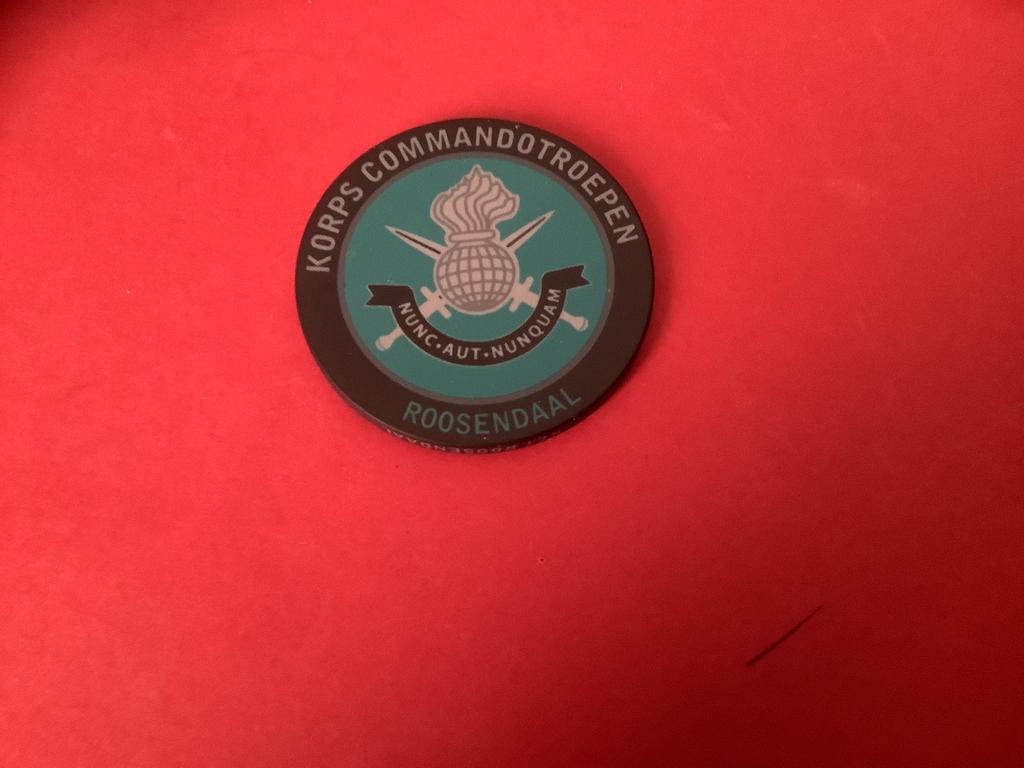 KORPS COMMANDOTROEPEN
NUNC·AUT·NUNQUAM
ROOSENDAAL